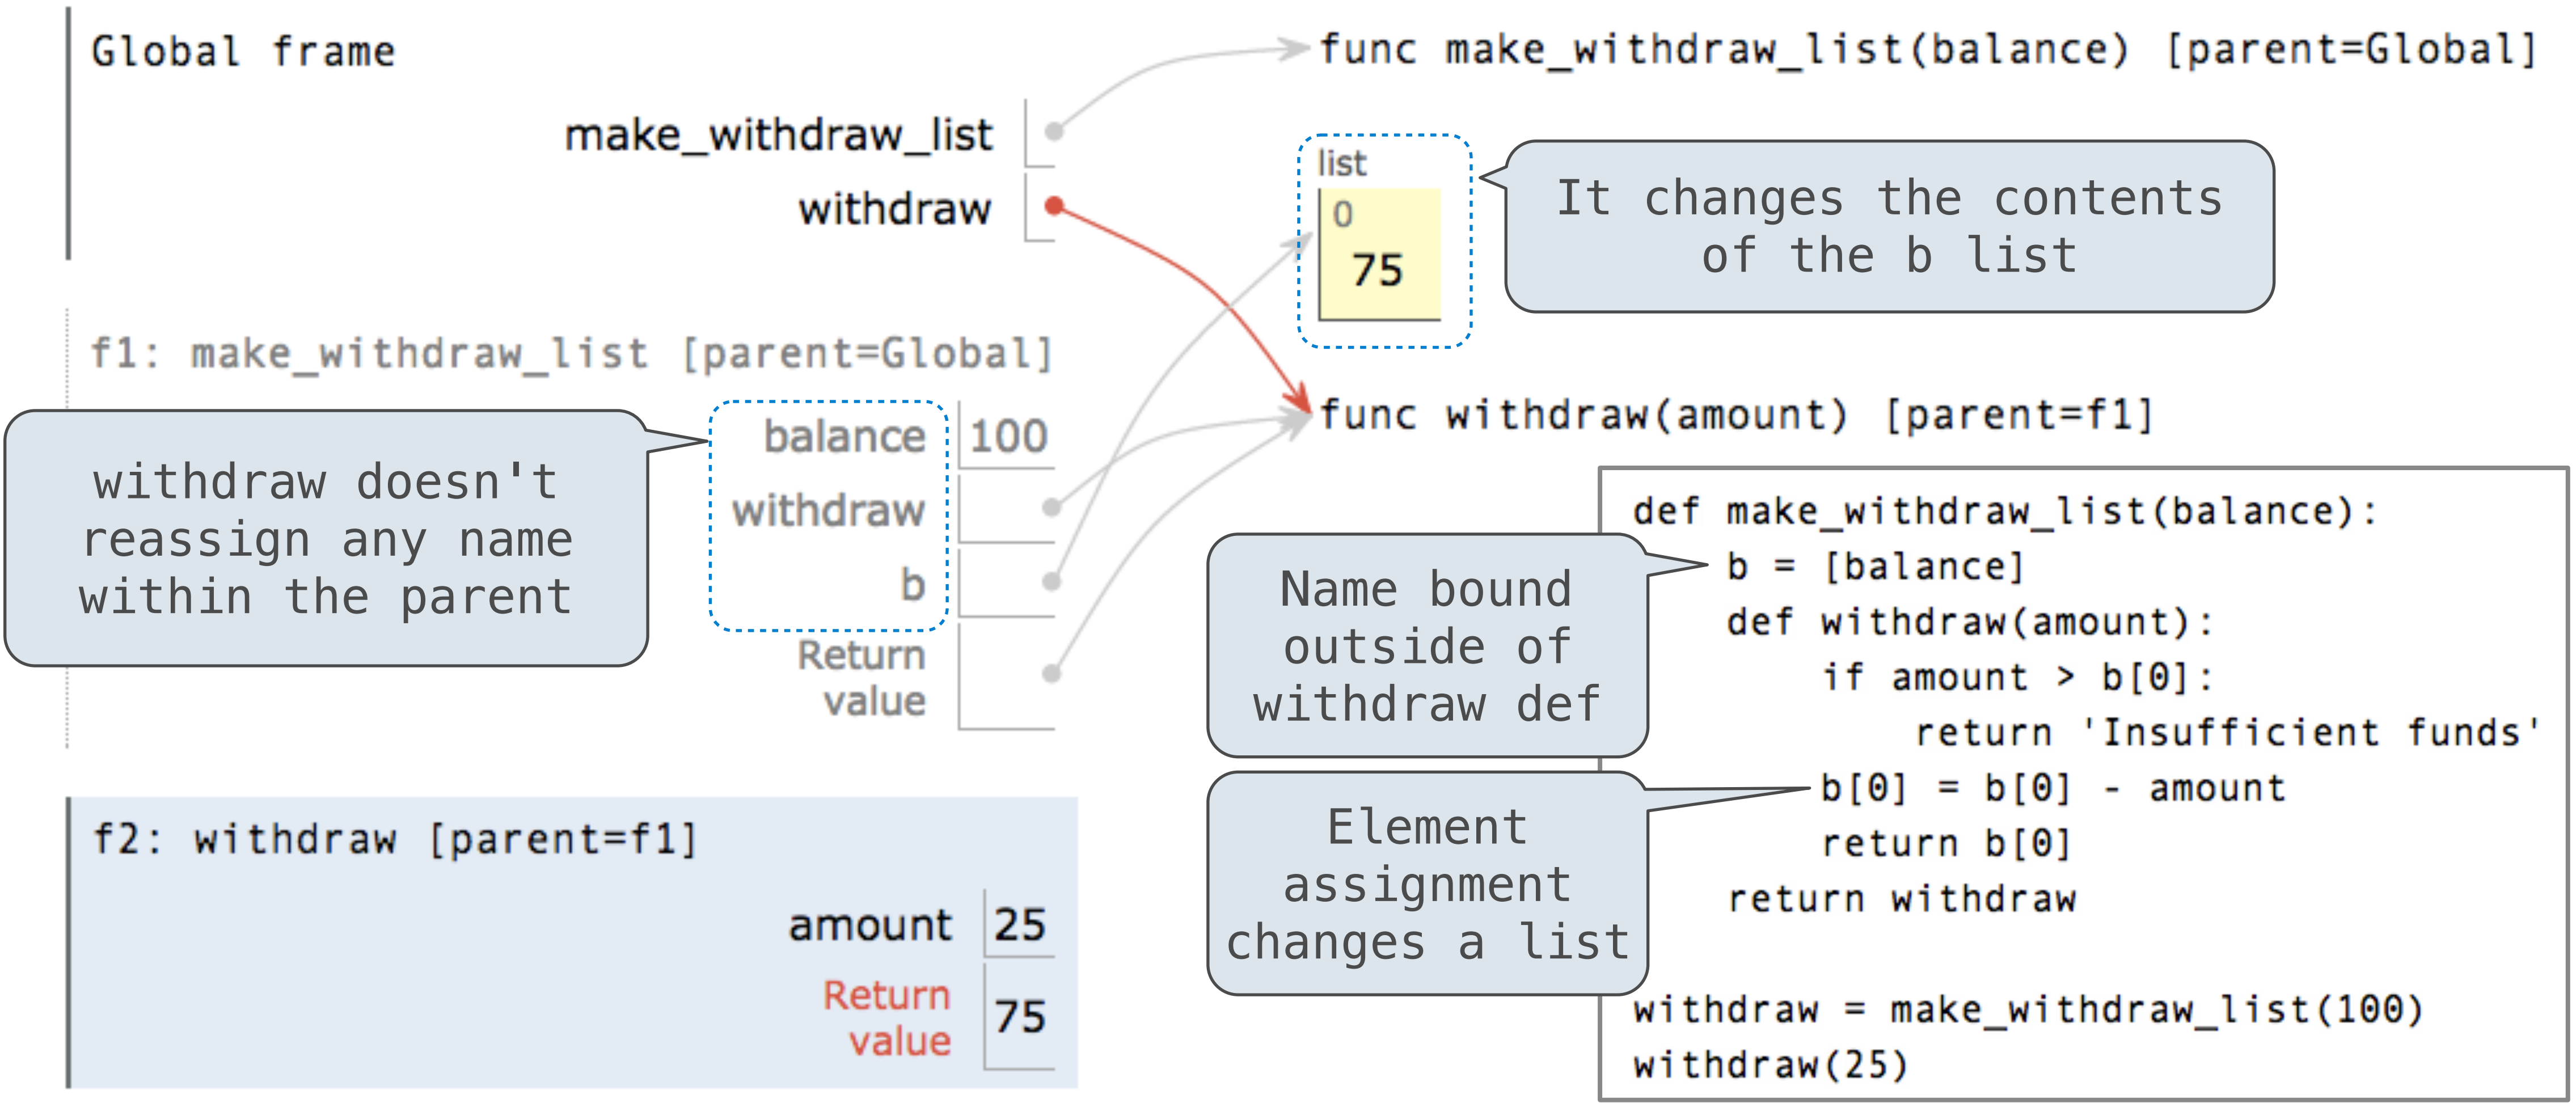 Global frame
make_withdraw_list
withdraw
func make_withdraw_list(balance) [parent=Global]
list
0
75
It changes the contents
of the b list
f1: make_withdraw_list [parent=Global]
balance 100
withdraw
b
Return
value
withdraw doesn't
reassign any name
within the parent
func withdraw(amount) [parent=f1]
Name bound
outside of
withdraw def
Element
assignment
changes a list
def make_withdraw_list(balance):
    b = [balance]
    def withdraw(amount):
        if amount > b[0]:
            return 'Insufficient funds'
        b[0] = b[0] - amount
        return b[0]
    return withdraw
withdraw = make_withdraw_list(100)
withdraw(25)
f2: withdraw [parent=f1]
amount 25
Return
value 75